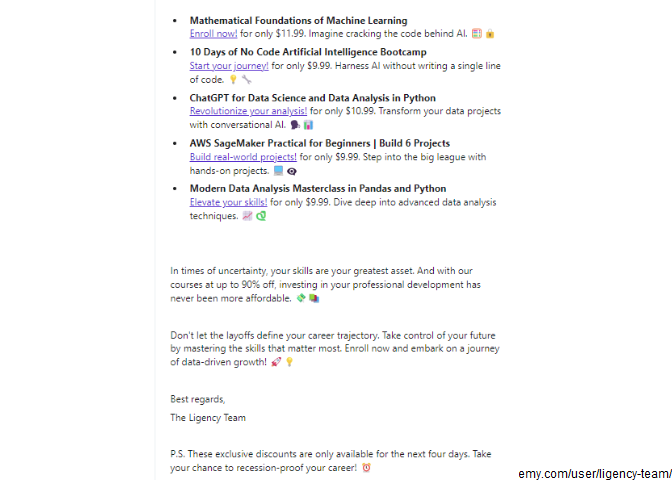 Mathematical Foundations of Machine Learning
Enroll now! for only $11.99. Imagine cracking the code behind AI. 🧮 🔒
10 Days of No Code Artificial Intelligence Bootcamp
Start your journey! for only $9.99. Harness AI without writing a single line
of code. 💡 🔧
ChatGPT for Data Science and Data Analysis in Python
Revolutionize your analysis! for only $10.99. Transform your data projects
with conversational AI. 🗣 📊
AWS SageMaker Practical for Beginners | Build 6 Projects
Build real-world projects! for only $9.99. Step into the big league with
hands-on projects. 🖥 👁
Modern Data Analysis Masterclass in Pandas and Python
Elevate your skills! for only $9.99. Dive deep into advanced data analysis
techniques. 📈 🐍
In times of uncertainty, your skills are your greatest asset. And with our
courses at up to 90% off, investing in your professional development has
never been more affordable. 💸 📚
Don't let the layoffs define your career trajectory. Take control of your future
by mastering the skills that matter most. Enroll now and embark on a journey
of data-driven growth! 🚀 💡
Best regards,
The Ligency Team
P.S. These exclusive discounts are only available for the next four days. Take
your chance to recession-proof your career! ⏰
emy.com/user/ligency-team/